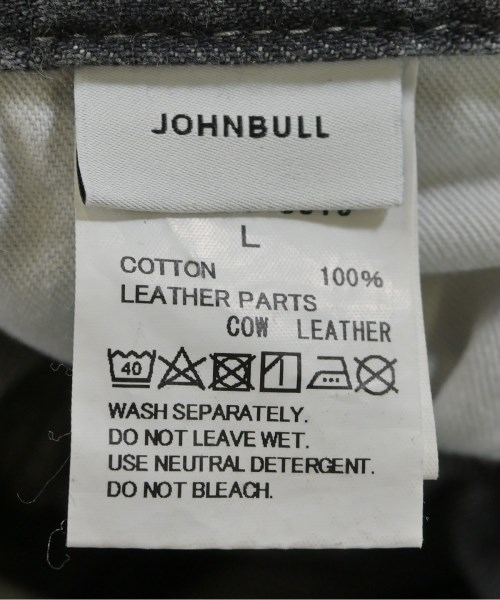 JOHNBULL
L
COTTON 100%
LEATHER PARTS
COW LEATHER
40
WASH SEPARATELY.
DO NOT LEAVE WET.
USE NEUTRAL DETERGENT.
DO NOT BLEACH.